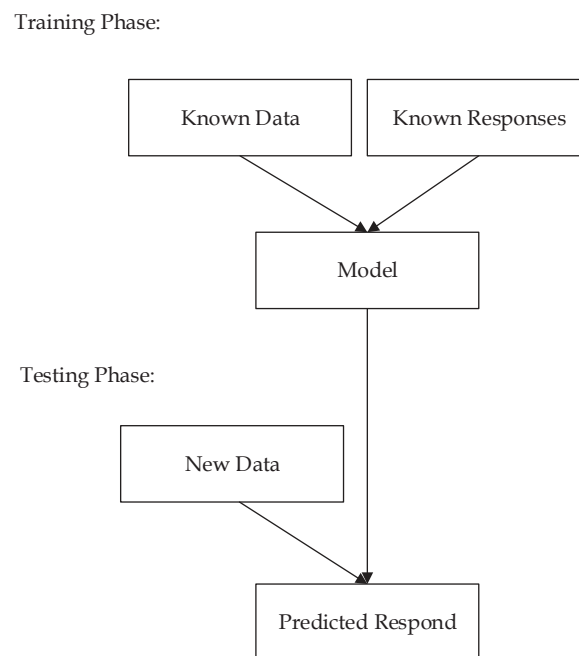 Training Phase:
Known Data
Known Responses
Model
Testing Phase:
New Data
Predicted Respond